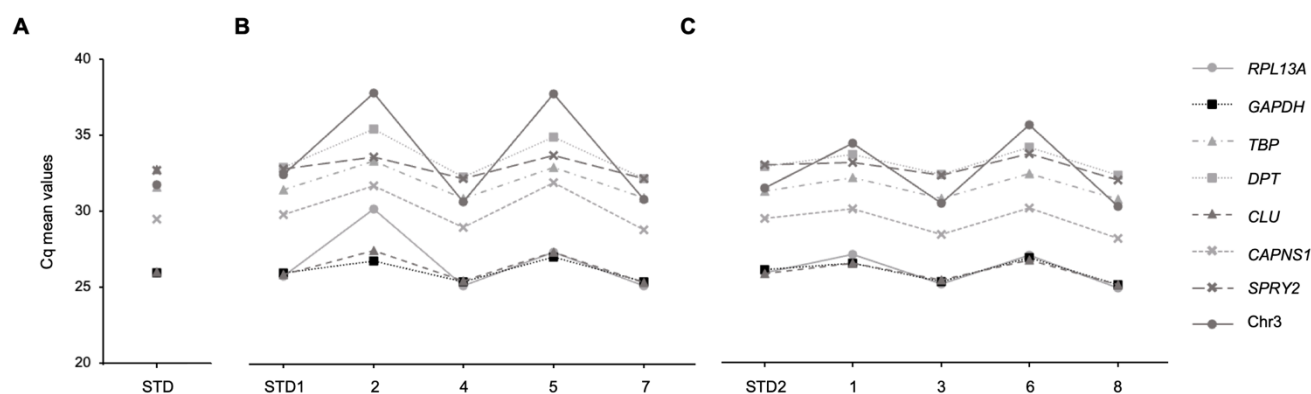 A
B
C
40
35
30
25
20
Cq mean values
STD
STD1 2 4 5 7
STD2 1 3 6 8
RPL13A
GAPDH
TBP
DPT
CLU
CAPNS1
SPRY2
Chr3